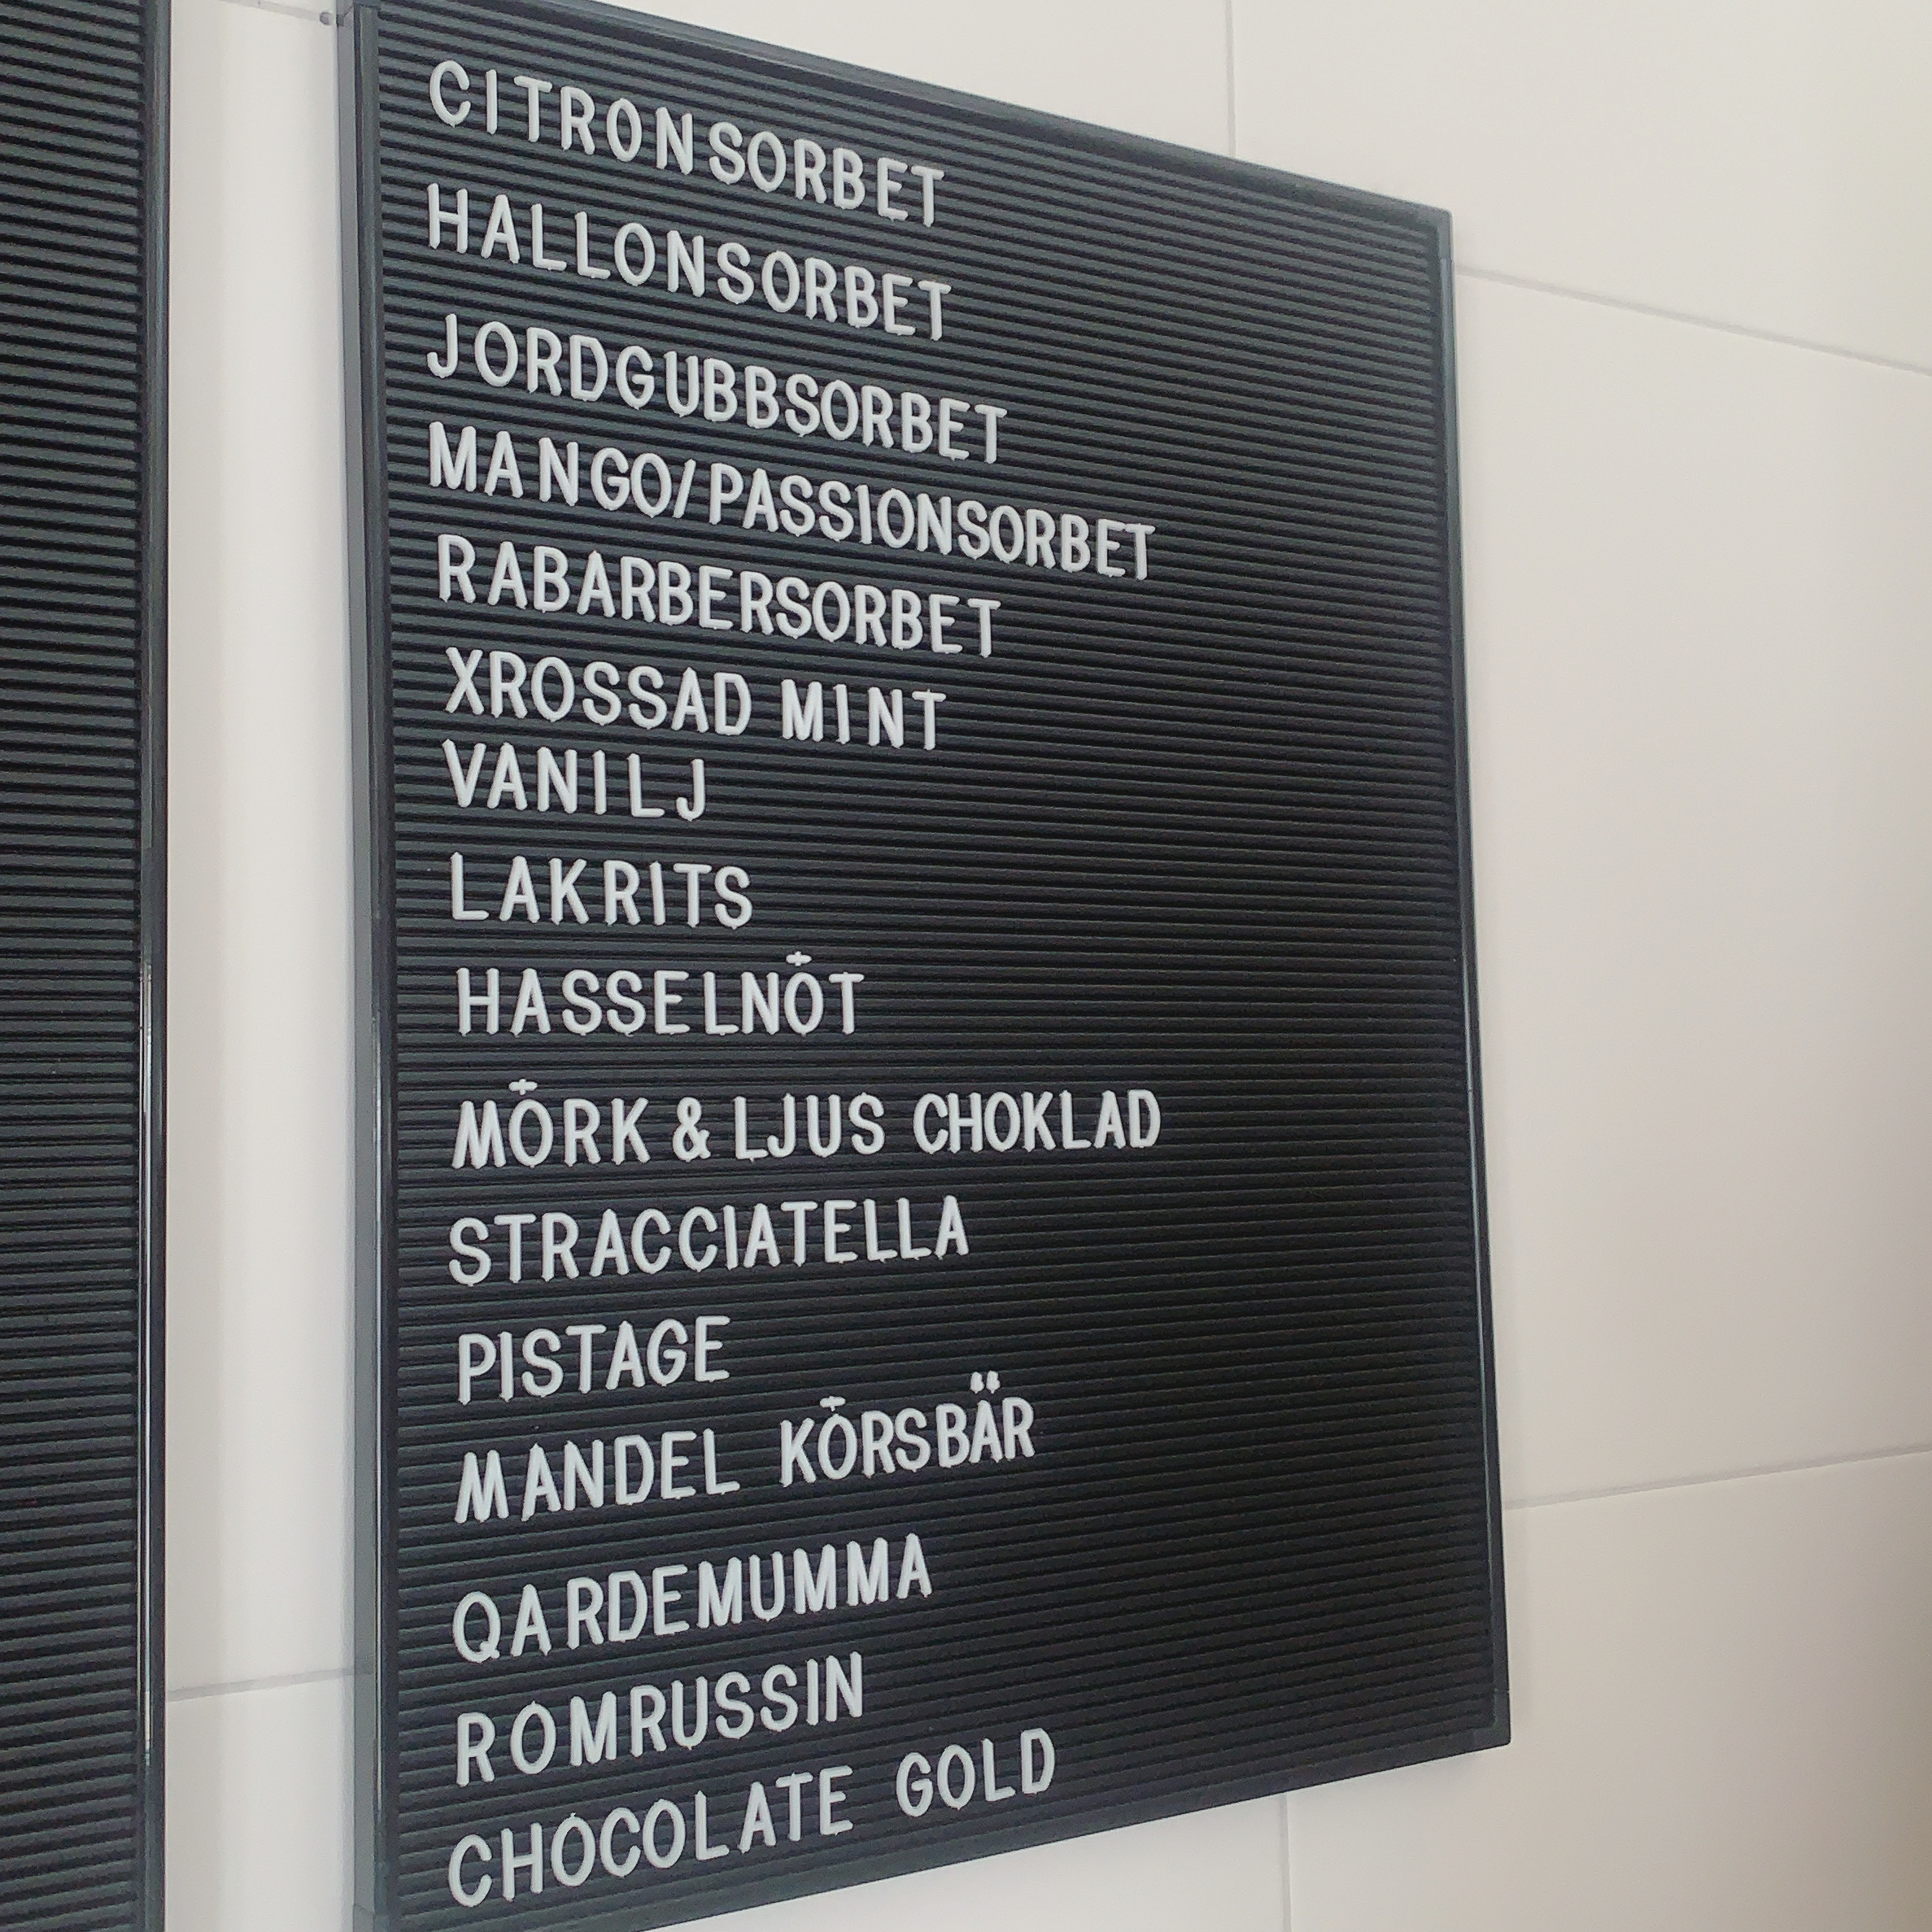 CITRONSORBET
HALLONSORBET
JORDGUBBSORBET
MANGO/PASSIONSORBET
RABARBERSORBET
XROSSAD MINT
VANILJ
LAKRITS
HASSELNÖT
MÖRK & LJUS CHOKLAD
STRACCIATELLA
PISTAGE
MANDEL KÖRSBÄR
QARDEMUMMA
ROMRUSSIN
CHOCOLATE GOLD